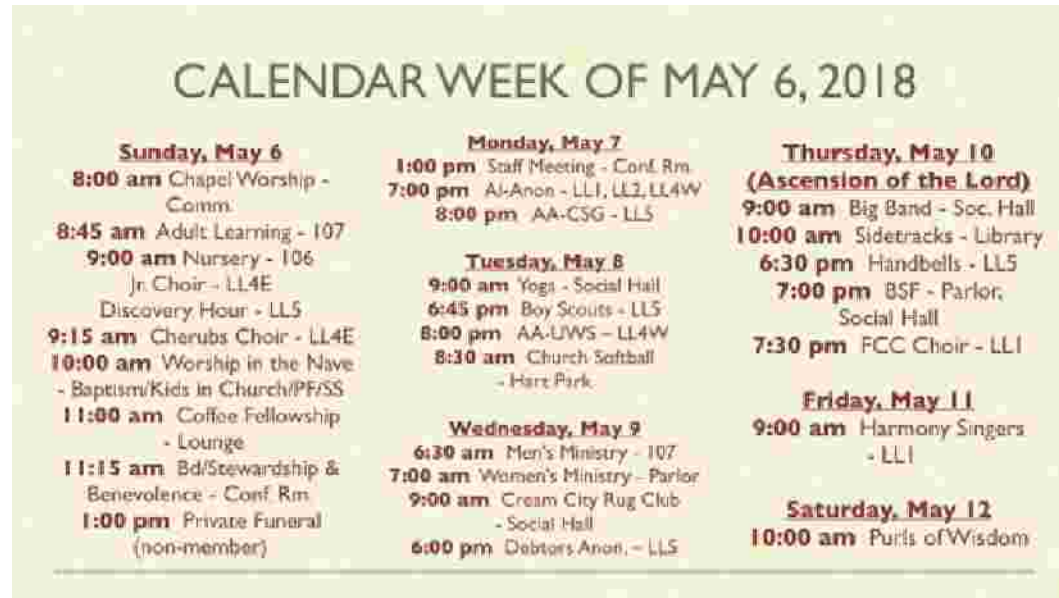 CALENDAR WEEK OF MAY 6, 2018
Sunday, May 6
8:00 am Chapel Worship -
Comm.
8:45 am Adult Learning - 107
9:00 am Nursery - 106
Jr. Choir - LL4E
Discovery Hour - LL5
9:15 am Cherubs Choir - LL4E
10:00 am Worship in the Nave
- Baptism/Kids in Church/PF/SS
11:00 am Coffee Fellowship
- Lounge
11:15 am Bd/Stewardship &
Benevolence - Conf. Rm.
1:00 pm Private Funeral
(non-member)
Monday, May 7
1:00 pm Staff Meeting - Conf. Rm.
7:00 pm Al-Anon - LL1, LL2, LL4W
8:00 pm AA-CSG - LL5
Tuesday, May 8
9:00 am Yoga - Social Hall
6:45 pm Boy Scouts - LL5
8:00 pm AA-UWS - LL4W
8:30 am Church Softball
- Hart Park
Wednesday, May 9
6:30 am Men's Ministry - 107
7:00 am Women's Ministry - Parlor
9:00 am Cream City Rug Club
- Social Hall
6:00 pm Debtors Anon. - LL5
Thursday, May 10
(Ascension of the Lord)
9:00 am Big Band - Soc. Hall
10:00 am Sidetracks - Library
6:30 pm Handbells - LL5
7:00 pm BSF - Parlor,
Social Hall
7:30 pm FCC Choir - LL1
Friday, May 11
9:00 am Harmony Singers
- LL1
Saturday, May 12
10:00 am Purls of Wisdom